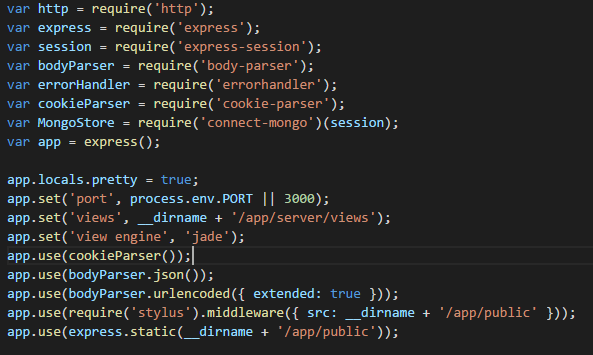 var http = require('http');
var express = require('express');
var session = require('express-session');
var bodyParser = require('body-parser');
var errorHandler = require('errorhandler');
var cookieParser = require('cookie-parser');
var MongoStore = require('connect-mongo')(session);
var app = express();

app.locals.pretty = true;
app.set('port', process.env.PORT || 3000);
app.set('views', __dirname + '/app/server/views');
app.set('view engine', 'jade');
app.use(cookieParser());
app.use(bodyParser.json());
app.use(bodyParser.urlencoded({ extended: true }));
app.use(require('stylus').middleware({ src: __dirname + '/app/public' }));
app.use(express.static(__dirname + '/app/public'));